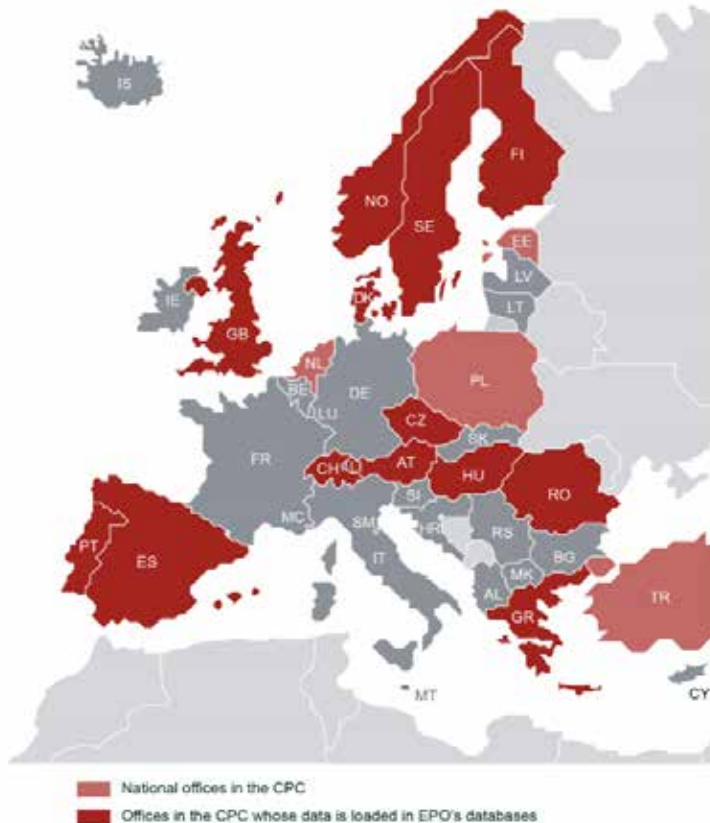 IS
FI
NO
SE
EE
LV
DK
LT
IE
GB
NL
PL
BE
DE
LU
CZ
SK
FR
CH
LI
AT
HU
RO
SI
MC
SM
HR
RS
PT
ES
IT
BG
MK
AL
TR
GR
MT
CY
National offices in the CPC
Offices in the CPC whose data is loaded in EPO's databases